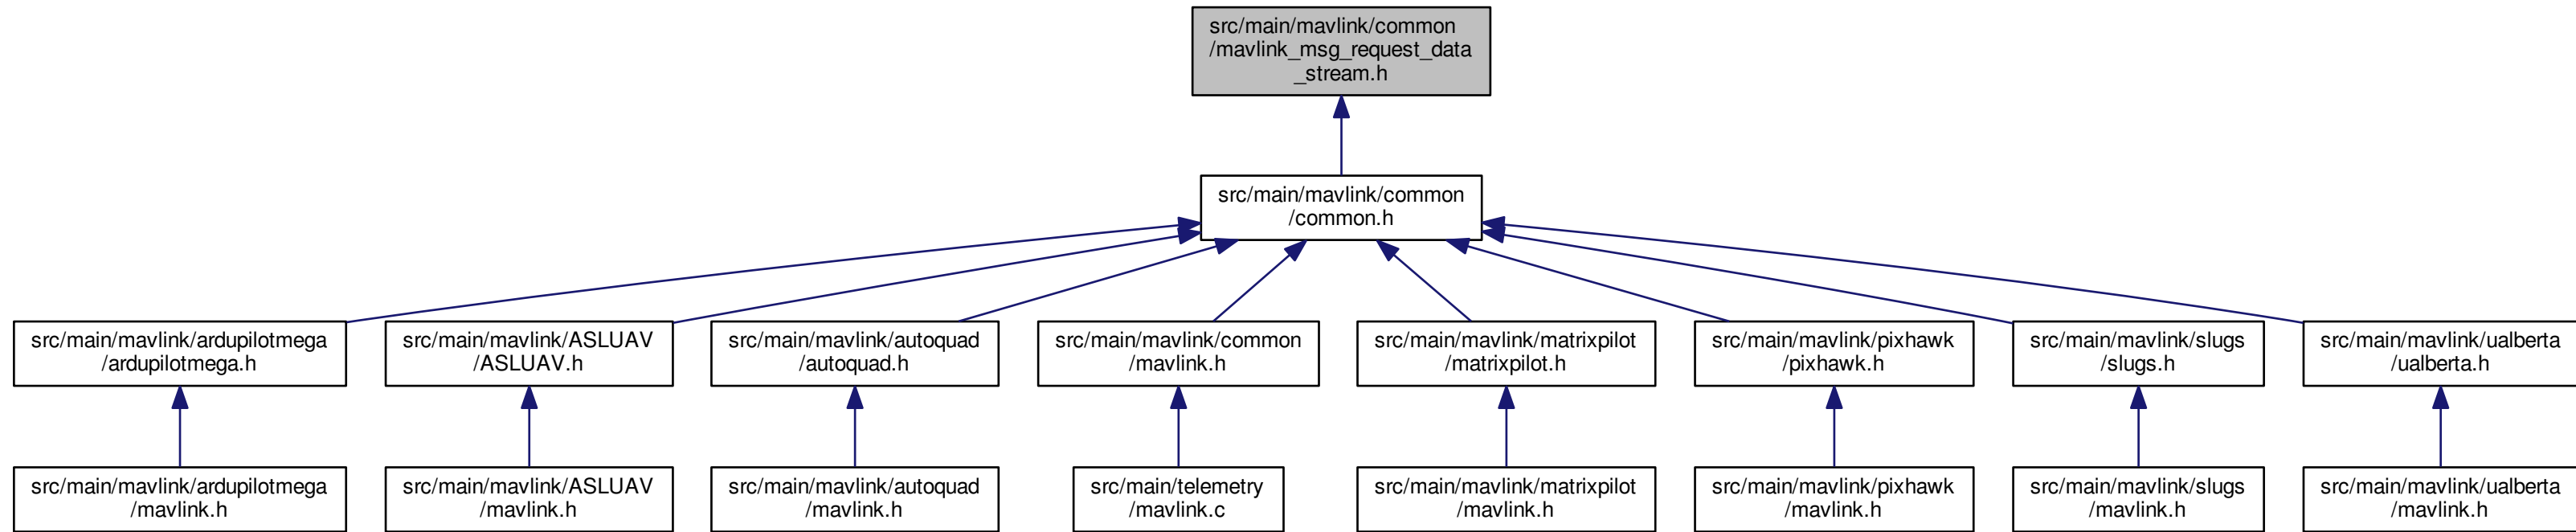 src/main/mavlink/common
/mavlink_msg_request_data
_stream.h
src/main/mavlink/common
/common.h
src/main/mavlink/ardupilotmega
/ardupilotmega.h
src/main/mavlink/ASLUAV
/ASLUAV.h
src/main/mavlink/autoquad
/autoquad.h
src/main/mavlink/common
/mavlink.h
src/main/mavlink/matrixpilot
/matrixpilot.h
src/main/mavlink/pixhawk
/pixhawk.h
src/main/mavlink/slugs
/slugs.h
src/main/mavlink/ualberta
/ualberta.h
src/main/mavlink/ardupilotmega
/mavlink.h
src/main/mavlink/ASLUAV
/mavlink.h
src/main/mavlink/autoquad
/mavlink.h
src/main/telemetry
/mavlink.c
src/main/mavlink/matrixpilot
/mavlink.h
src/main/mavlink/pixhawk
/mavlink.h
src/main/mavlink/slugs
/mavlink.h
src/main/mavlink/ualberta
/mavlink.h